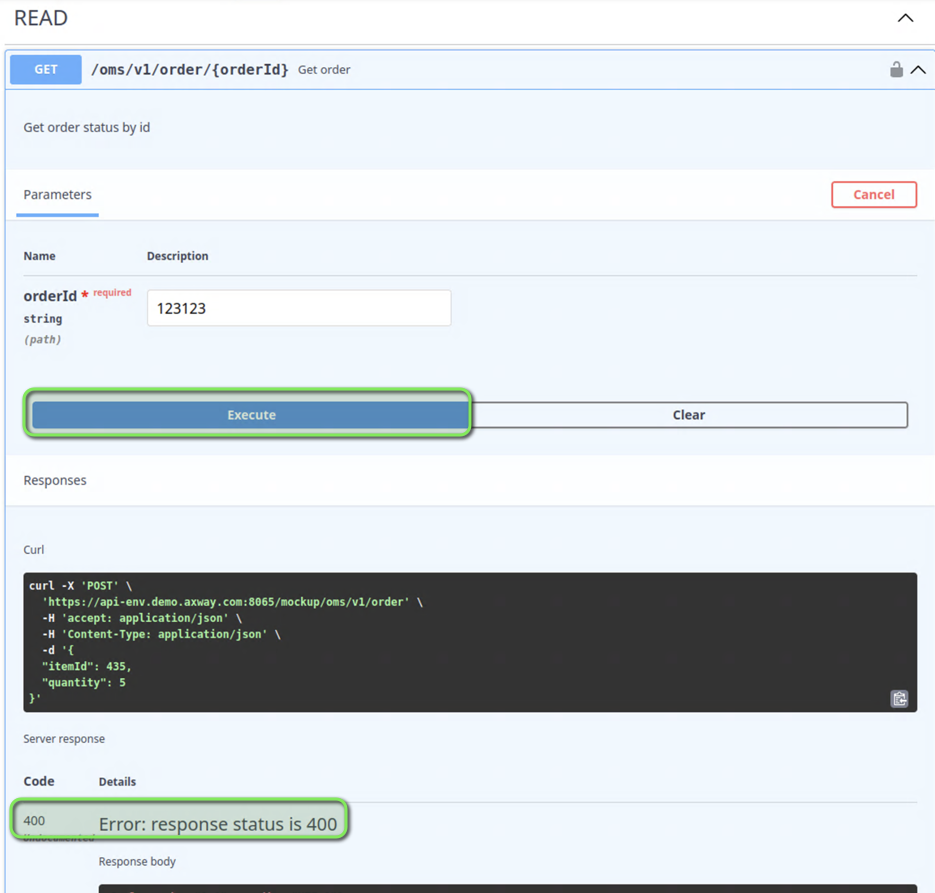 READ
GET /oms/v1/order/{orderId} Get order
Get order status by id
Parameters
Cancel
Name Description
orderId * required
string
(path)
123123
Execute Clear
Responses
Curl
curl -X 'POST' \
'https://api-env.demo.axway.com:8065/mockup/oms/v1/order' \
-H 'accept: application/json' \
-H 'Content-Type: application/json' \
-d '{
"itemId": 435,
"quantity": 5
}'
Server response
Code Details
400 Error: response status is 400
Response body